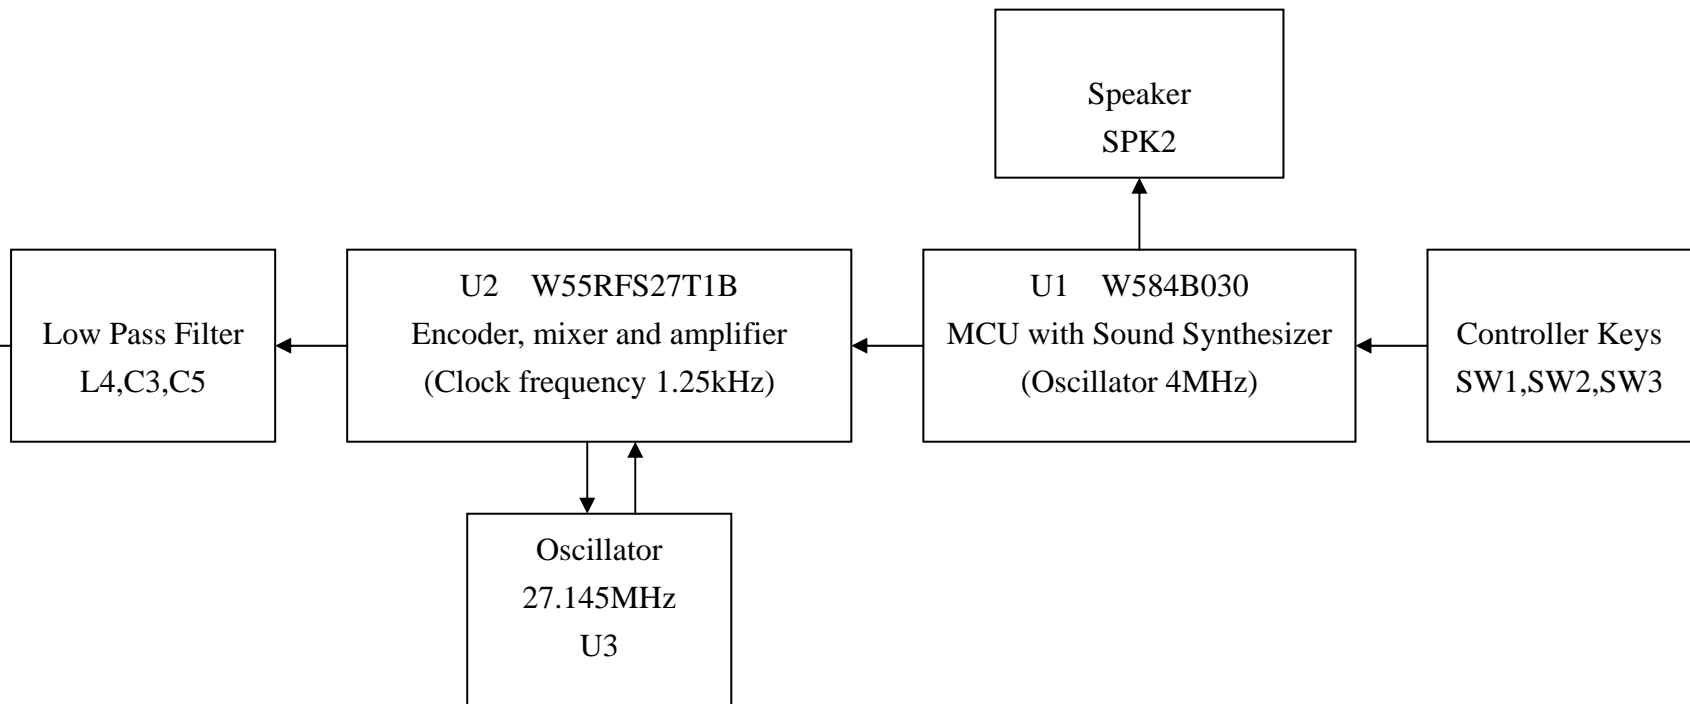 Speaker
SPK2
Low Pass Filter
L4,C3,C5
U2 W55RFS27T1B
Encoder, mixer and amplifier
(Clock frequency 1.25kHz)
U1 W584B030
MCU with Sound Synthesizer
(Oscillator 4MHz)
Controller Keys
SW1,SW2,SW3
Oscillator
27.145MHz
U3